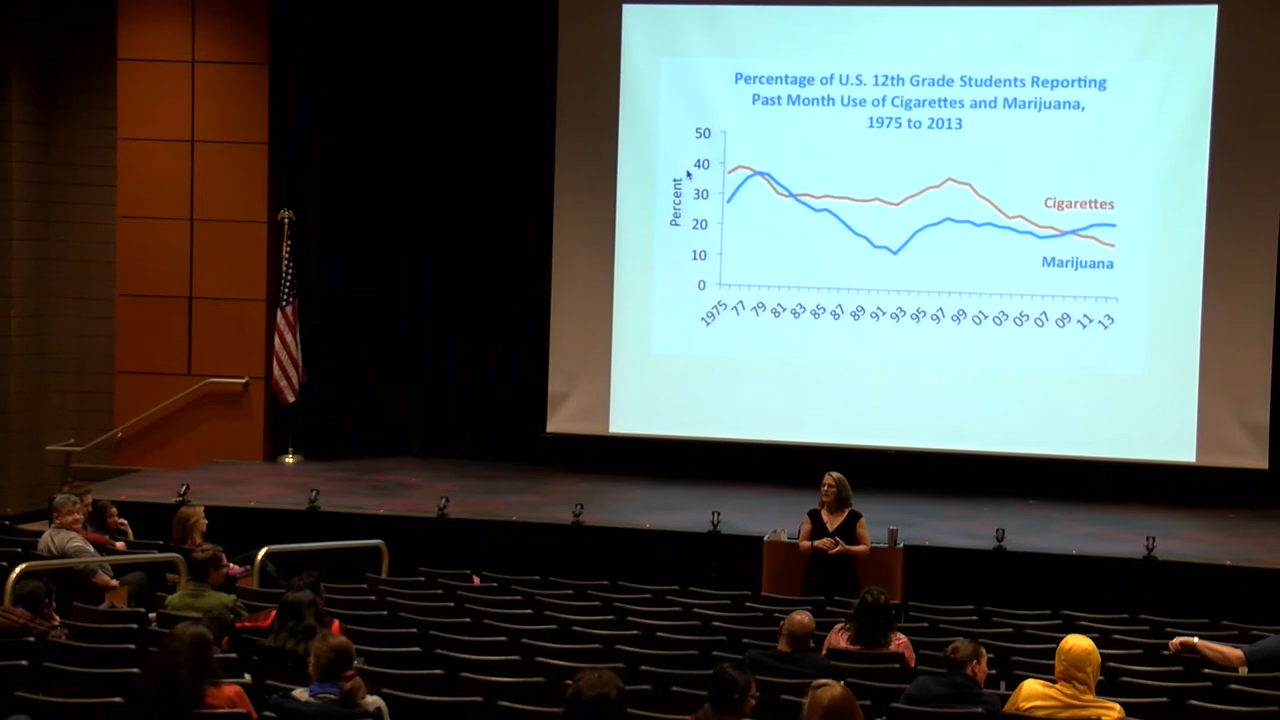 Percentage of U.S. 12th Grade Students Reporting
Past Month Use of Cigarettes and Marijuana,
1975 to 2013
50
40
30
20
10
0
Percent
Cigarettes
Marijuana
1975 77 79 81 83 85 87 89 91 93 95 97 99 01 03 05 07 09 11 13